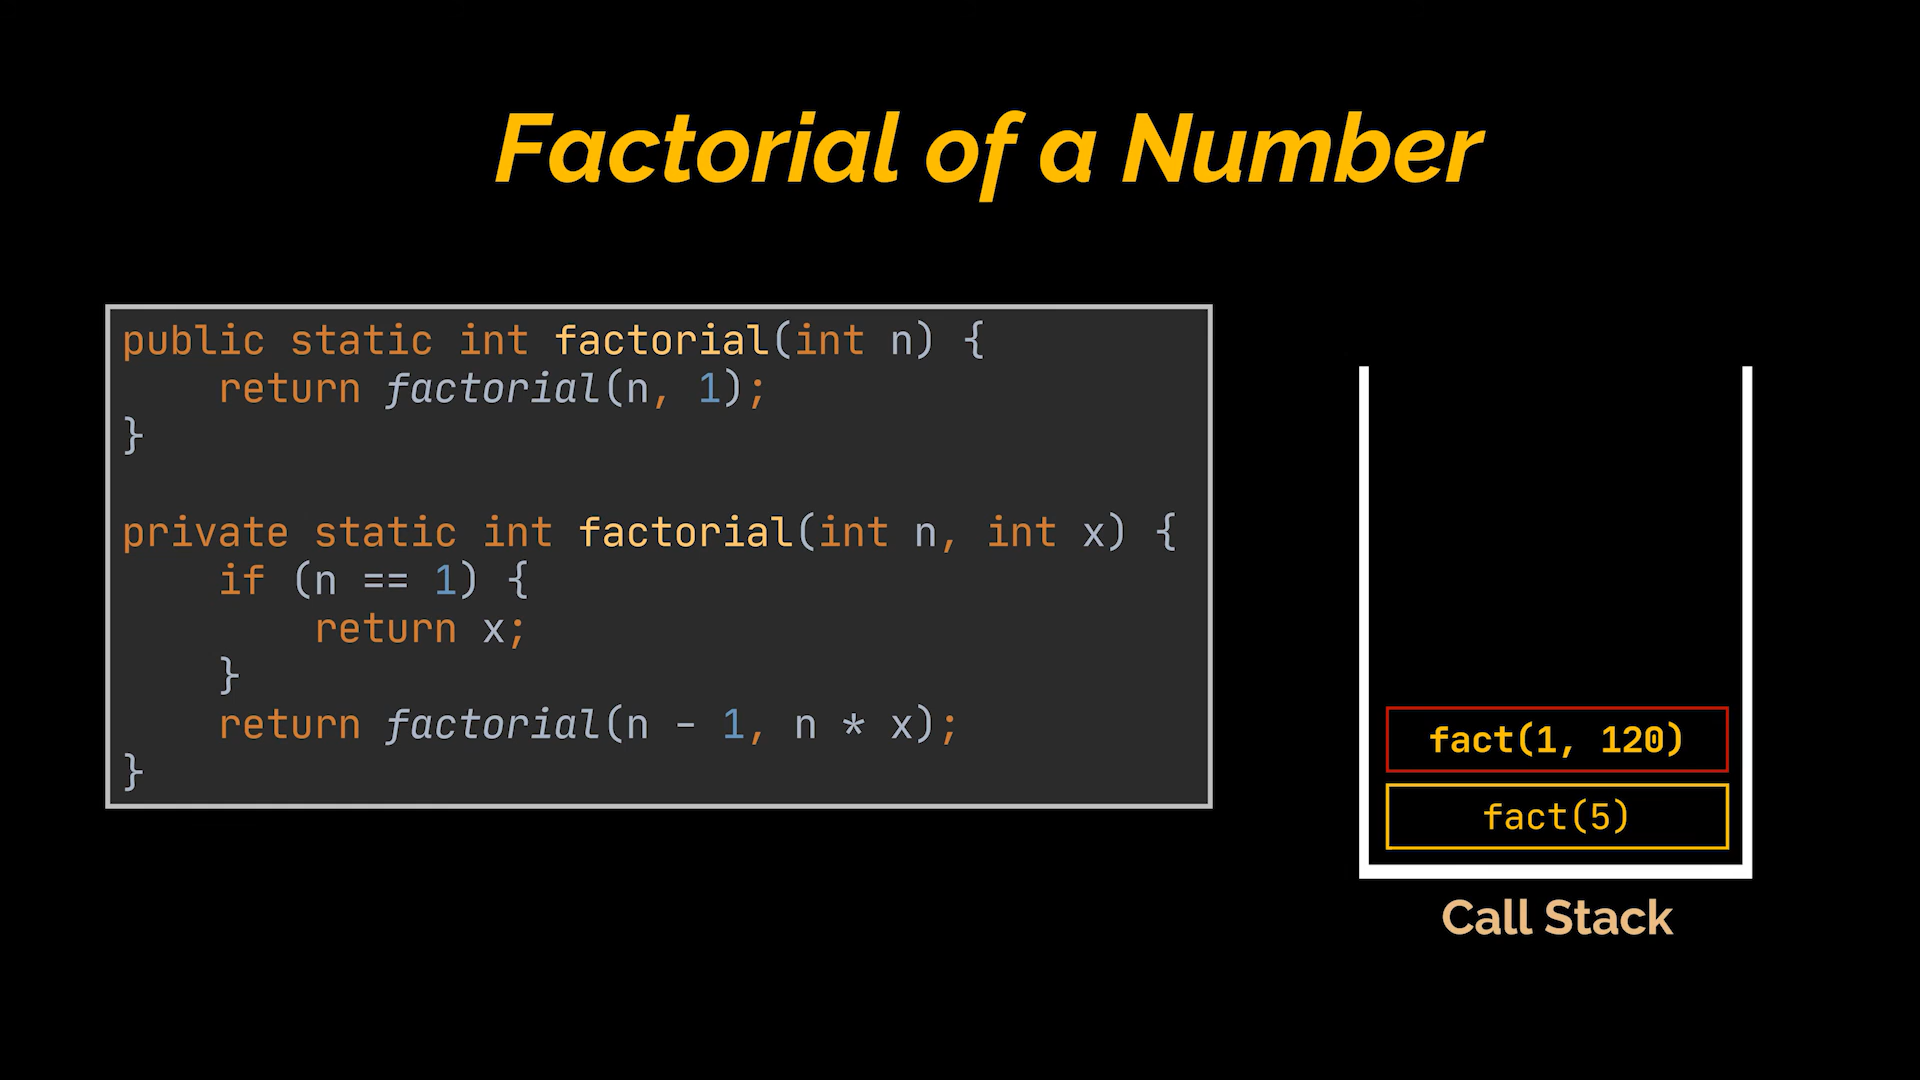 Factorial of a Number
public static int factorial(int n) {
    return factorial(n, 1);
}
private static int factorial(int n, int x) {
    if (n == 1) {
        return x;
    }
    return factorial(n - 1, n * x);
}
fact(1, 120)
fact(5)
Call Stack